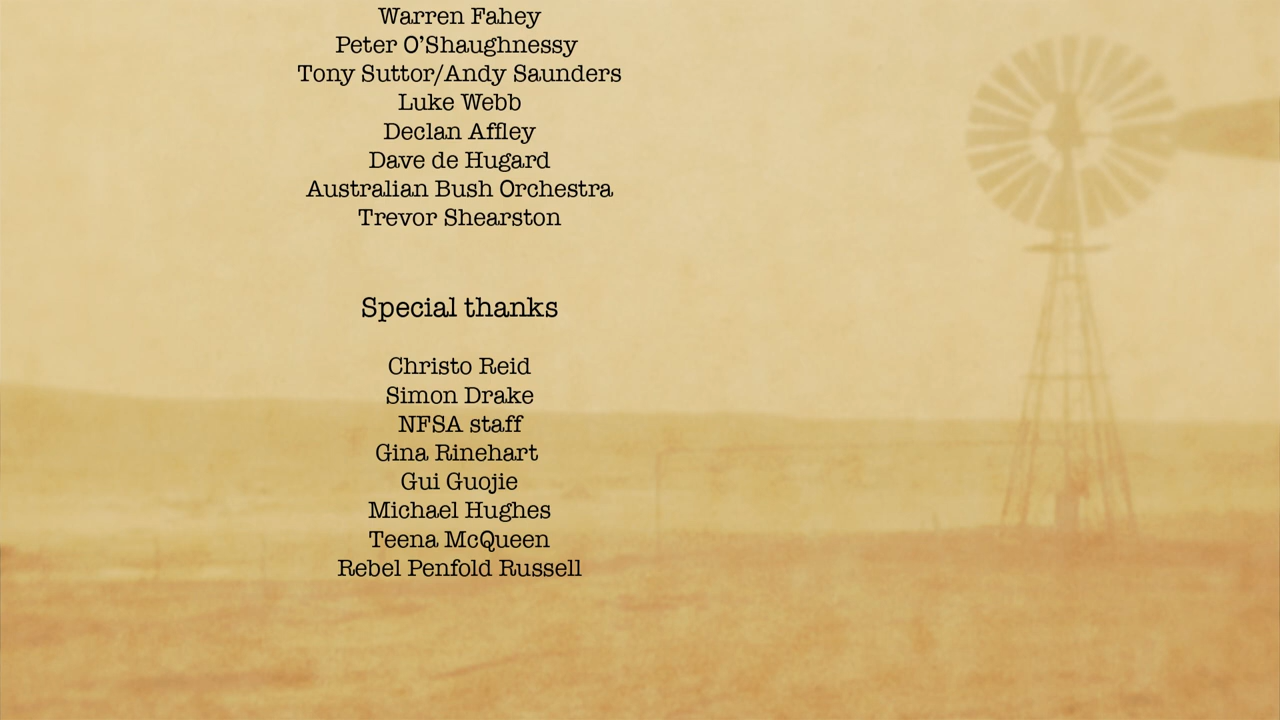 Warren Fahey
Peter O’Shaughnessy
Tony Suttor/Andy Saunders
Luke Webb
Declan Affley
Dave de Hugard
Australian Bush Orchestra
Trevor Shearston
Special thanks
Christo Reid
Simon Drake
NFSA staff
Gina Rinehart
Gui Guojie
Michael Hughes
Teena McQueen
Rebel Penfold Russell